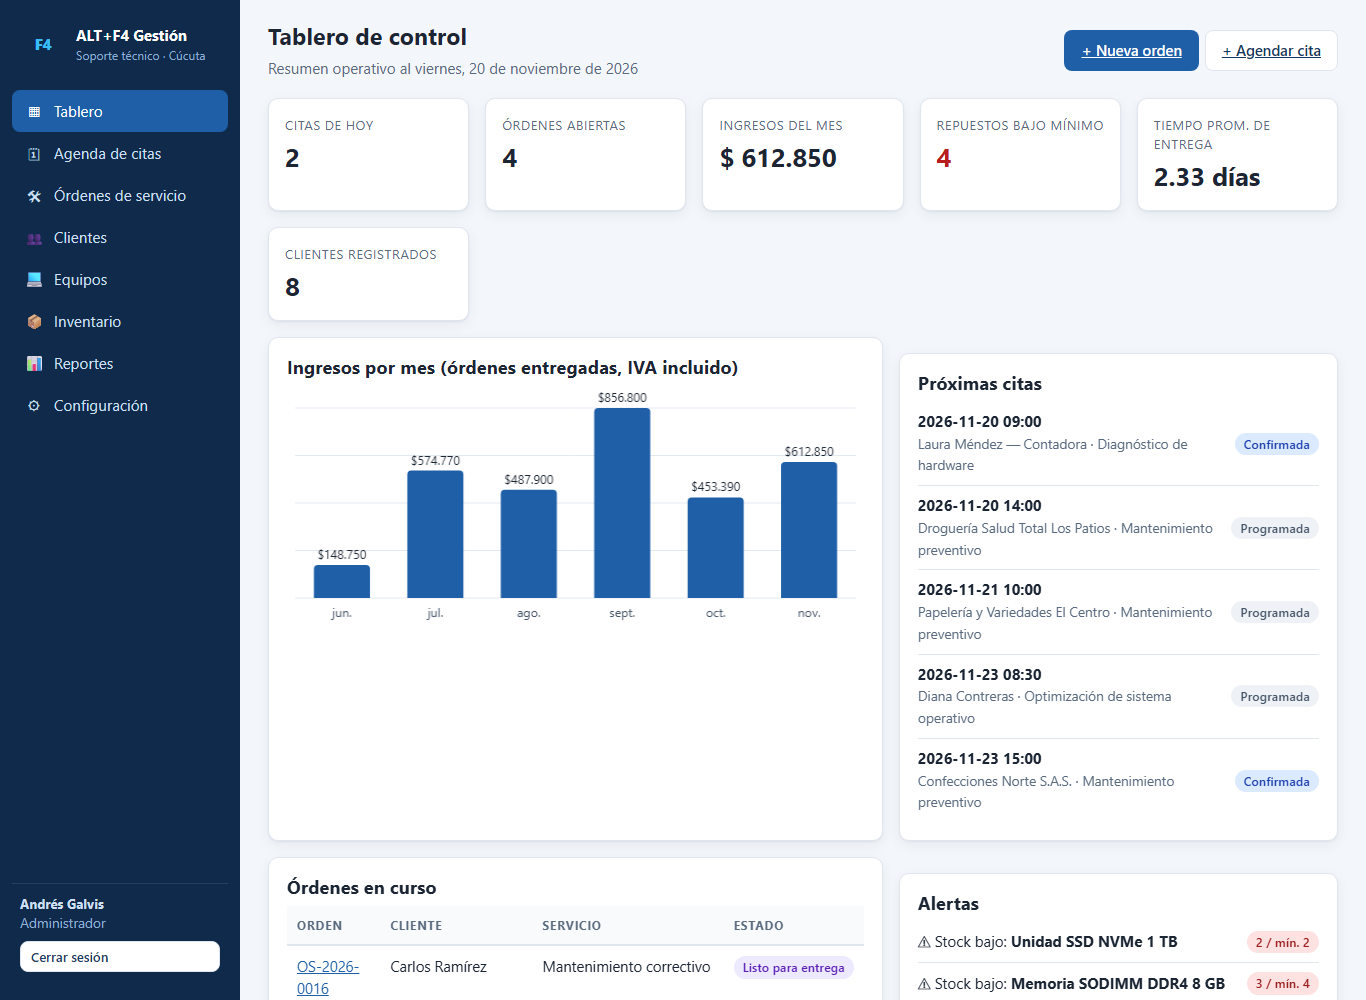 F4
ALT+F4 Gestión
Soporte técnico · Cúcuta
Tablero
Agenda de citas
Órdenes de servicio
Clientes
Equipos
Inventario
Reportes
Configuración
Andrés Galvis
Administrador
Cerrar sesión
Tablero de control
Resumen operativo al viernes, 20 de noviembre de 2026
+ Nueva orden
+ Agendar cita
CITAS DE HOY
2
ÓRDENES ABIERTAS
4
INGRESOS DEL MES
$ 612.850
REPUESTOS BAJO MÍNIMO
4
TIEMPO PROM. DE
ENTREGA
2.33 días
CLIENTES REGISTRADOS
8
Ingresos por mes (órdenes entregadas, IVA incluido)
$148.750
$574.770
$487.900
$856.800
$453.390
$612.850
jun.
jul.
ago.
sept.
oct.
nov.
Próximas citas
2026-11-20 09:00
Laura Méndez — Contadora · Diagnóstico de
hardware
Confirmada
2026-11-20 14:00
Droguería Salud Total Los Patios · Mantenimiento
preventivo
Programada
2026-11-21 10:00
Papelería y Variedades El Centro · Mantenimiento
preventivo
Programada
2026-11-23 08:30
Diana Contreras · Optimización de sistema
operativo
Programada
2026-11-23 15:00
Confecciones Norte S.A.S. · Mantenimiento
preventivo
Confirmada
Órdenes en curso
ORDEN CLIENTE SERVICIO ESTADO
OS-2026-
0016
Carlos Ramírez
Mantenimiento correctivo
Listo para entrega
Alertas
⚠ Stock bajo: Unidad SSD NVMe 1 TB
2 / mín. 2
⚠ Stock bajo: Memoria SODIMM DDR4 8 GB
3 / mín. 4